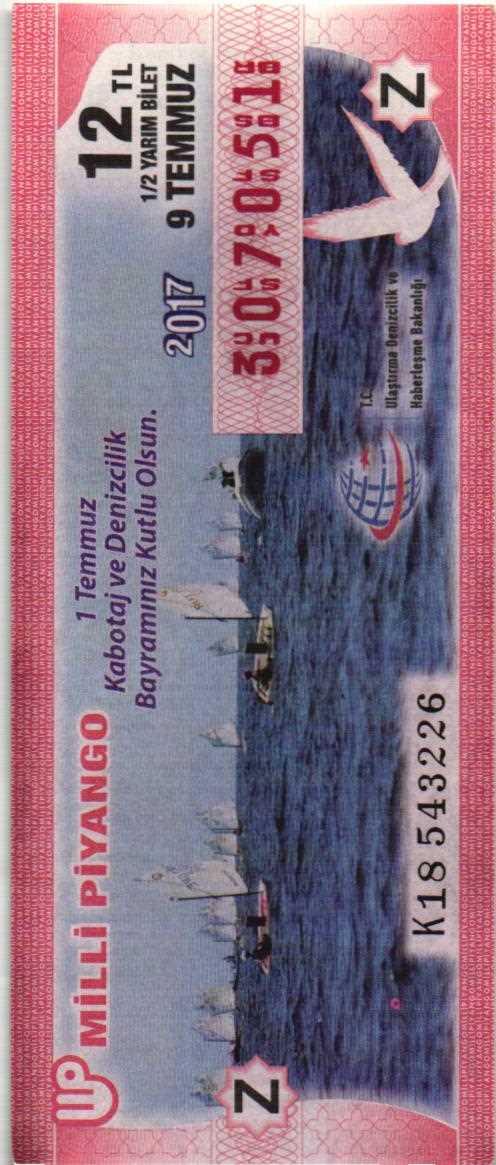 MİLLİ PİYANGO
1 Temmuz
Kabotaj ve Denizcilik
Bayramınız Kutlu Olsun.
2017
12 TL
1/2 YARIM BİLET
9 TEMMUZ
307051
Z
Z
T.C.
Ulaştırma Denizcilik ve
Haberleşme Bakanlığı
K18543226